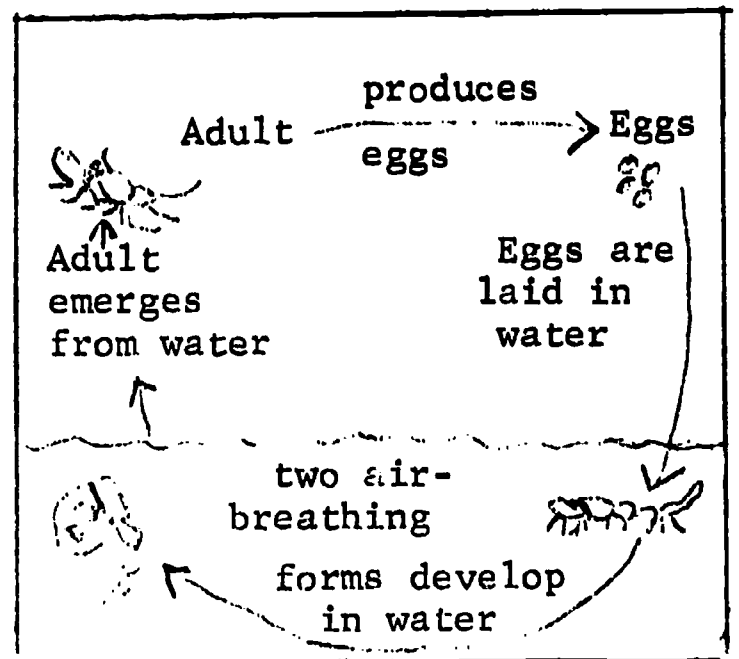 produces
Adult
Eggs
eggs
Adult
emerges
from water
Eggs are
laid in
water
two air-
breathing
forms develop
in water